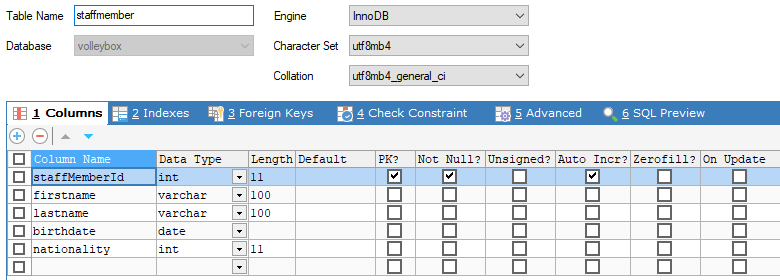 Table Name staffmember Engine InnoDB
Database volleybox Character Set utf8mb4
Collation utf8mb4_general_ci
1 Columns 2 Indexes 3 Foreign Keys 4 Check Constraint 5 Advanced 6 SQL Preview
Column Name Data Type Length Default PK? Not Null? Unsigned? Auto Incr? Zerofill? On Update
staffMemberId int 11
firstname varchar 100
lastname varchar 100
birthdate date
nationality int 11